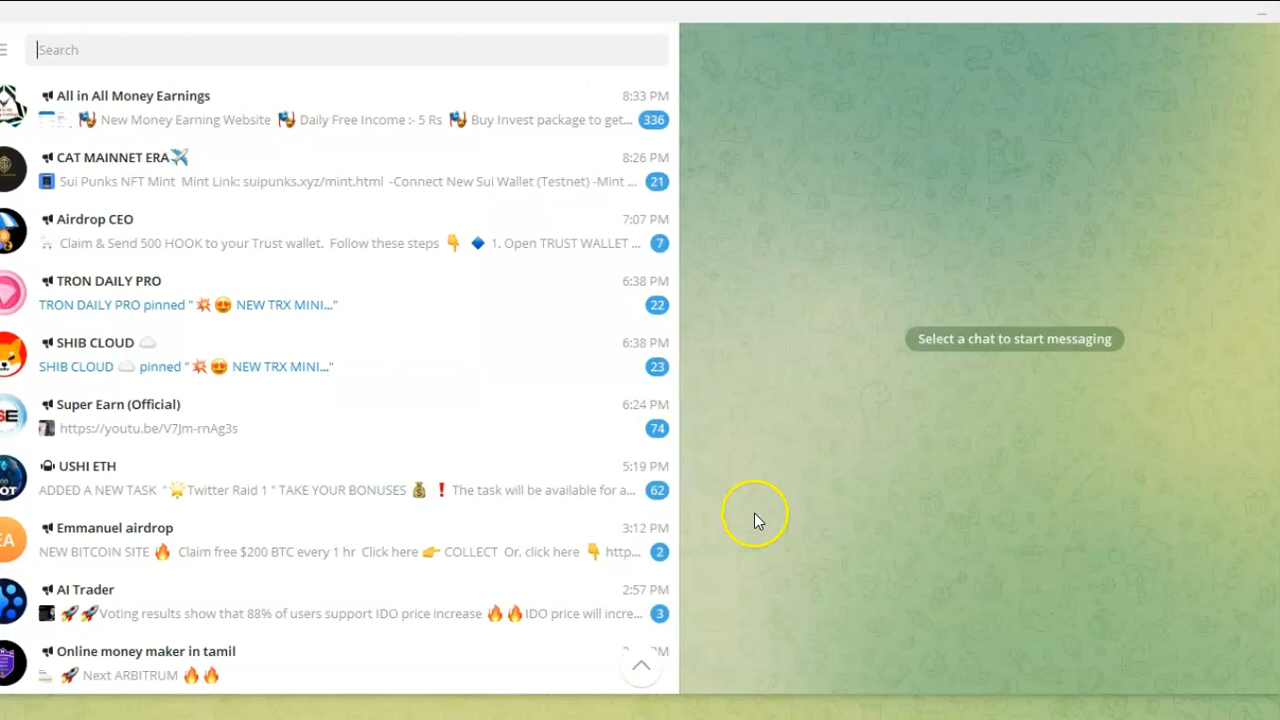 Search
All in All Money Earnings 8:33 PM
New Money Earning Website Daily Free Income :- 5 Rs Buy Invest package to get... 336
CAT MAINNET ERA✈️ 8:26 PM
Sui Punks NFT Mint Mint Link: suipunks.xyz/mint.html -Connect New Sui Wallet (Testnet) -Mint ... 21
Airdrop CEO 7:07 PM
Claim & Send 500 HOOK to your Trust wallet. Follow these steps 👇 🔷 1. Open TRUST WALLET ... 7
TRON DAILY PRO 6:38 PM
TRON DAILY PRO pinned "💥 😍 NEW TRX MINI..." 22
SHIB CLOUD ☁️ 6:38 PM
SHIB CLOUD ☁️ pinned "💥 😍 NEW TRX MINI..." 23
Super Earn (Official) 6:24 PM
https://youtu.be/V7Jm-rnAg3s 74
USHI ETH 5:19 PM
ADDED A NEW TASK "🌟Twitter Raid 1 " TAKE YOUR BONUSES 💰 ❗ The task will be available for a... 62
Emmanuel airdrop 3:12 PM
NEW BITCOIN SITE 🔥 Claim free $200 BTC every 1 hr Click here 👉 COLLECT Or, click here 👇 http... 2
AI Trader 2:57 PM
🚀🚀Voting results show that 88% of users support IDO price increase 🔥🔥IDO price will incre... 3
Online money maker in tamil
🚀 Next ARBITRUM 🔥🔥
Select a chat to start messaging
SE
OT
EA